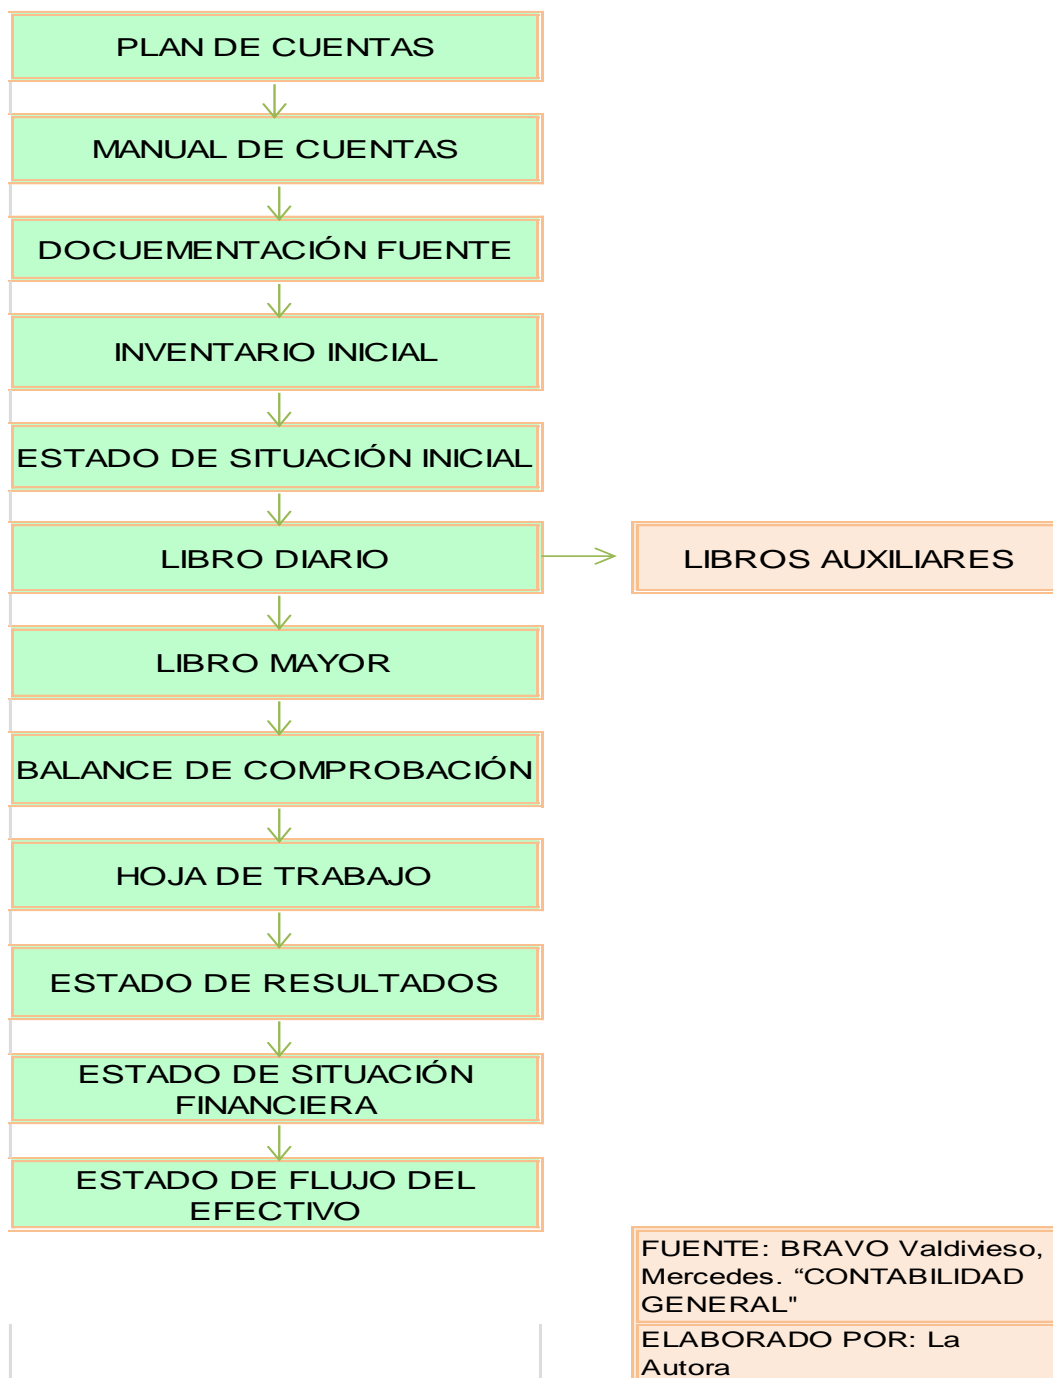 PLAN DE CUENTAS
MANUAL DE CUENTAS
DOCUEMENTACIÓN FUENTE
INVENTARIO INICIAL
ESTADO DE SITUACIÓN INICIAL
LIBRO DIARIO
LIBROS AUXILIARES
LIBRO MAYOR
BALANCE DE COMPROBACIÓN
HOJA DE TRABAJO
ESTADO DE RESULTADOS
ESTADO DE SITUACIÓN
FINANCIERA
ESTADO DE FLUJO DEL
EFECTIVO
FUENTE: BRAVO Valdivieso,
Mercedes. “CONTABILIDAD
GENERAL"
ELABORADO POR: La
Autora